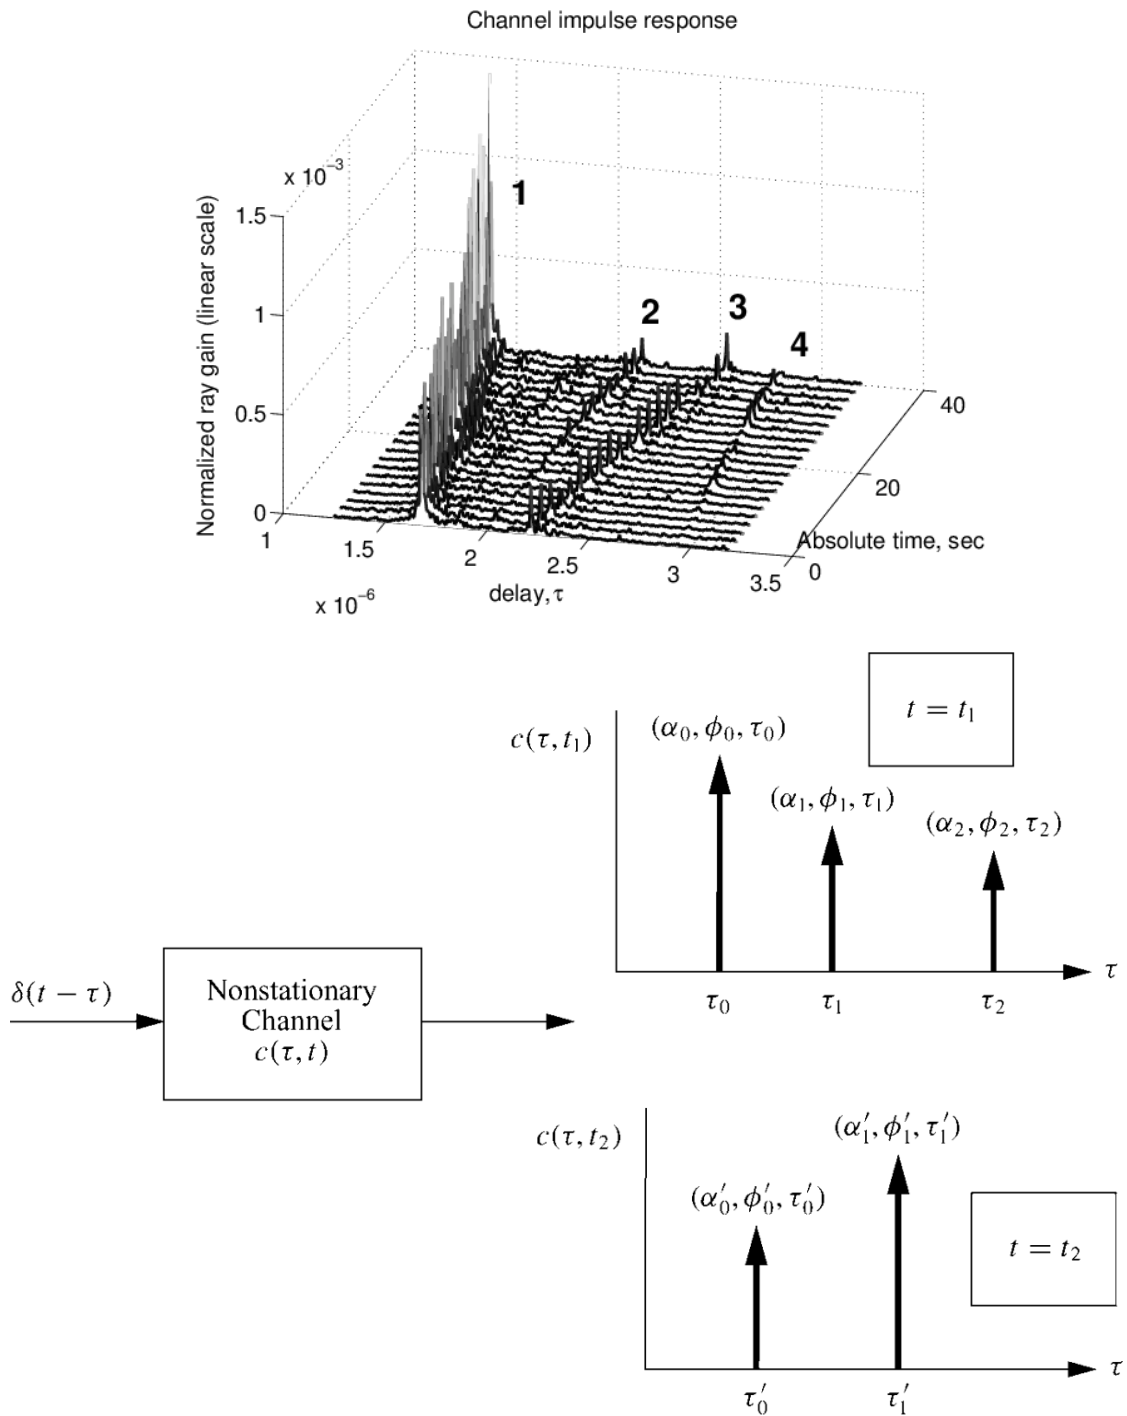 Channel impulse response
x 10⁻³
1.5
1
0.5
0
Normalized ray gain (linear scale)
1
2
3
4
40
20
0
Absolute time, sec
1
1.5
2
2.5
3
3.5
delay, τ
x 10⁻⁶
t = t₁
c(τ, t₁)
(α₀, ϕ₀, τ₀)
(α₁, ϕ₁, τ₁)
(α₂, ϕ₂, τ₂)
τ₀
τ₁
τ₂
τ
δ(t − τ)
Nonstationary
Channel
c(τ, t)
c(τ, t₂)
(α′₁, ϕ′₁, τ′₁)
(α′₀, ϕ′₀, τ′₀)
t = t₂
τ
τ′₀
τ′₁